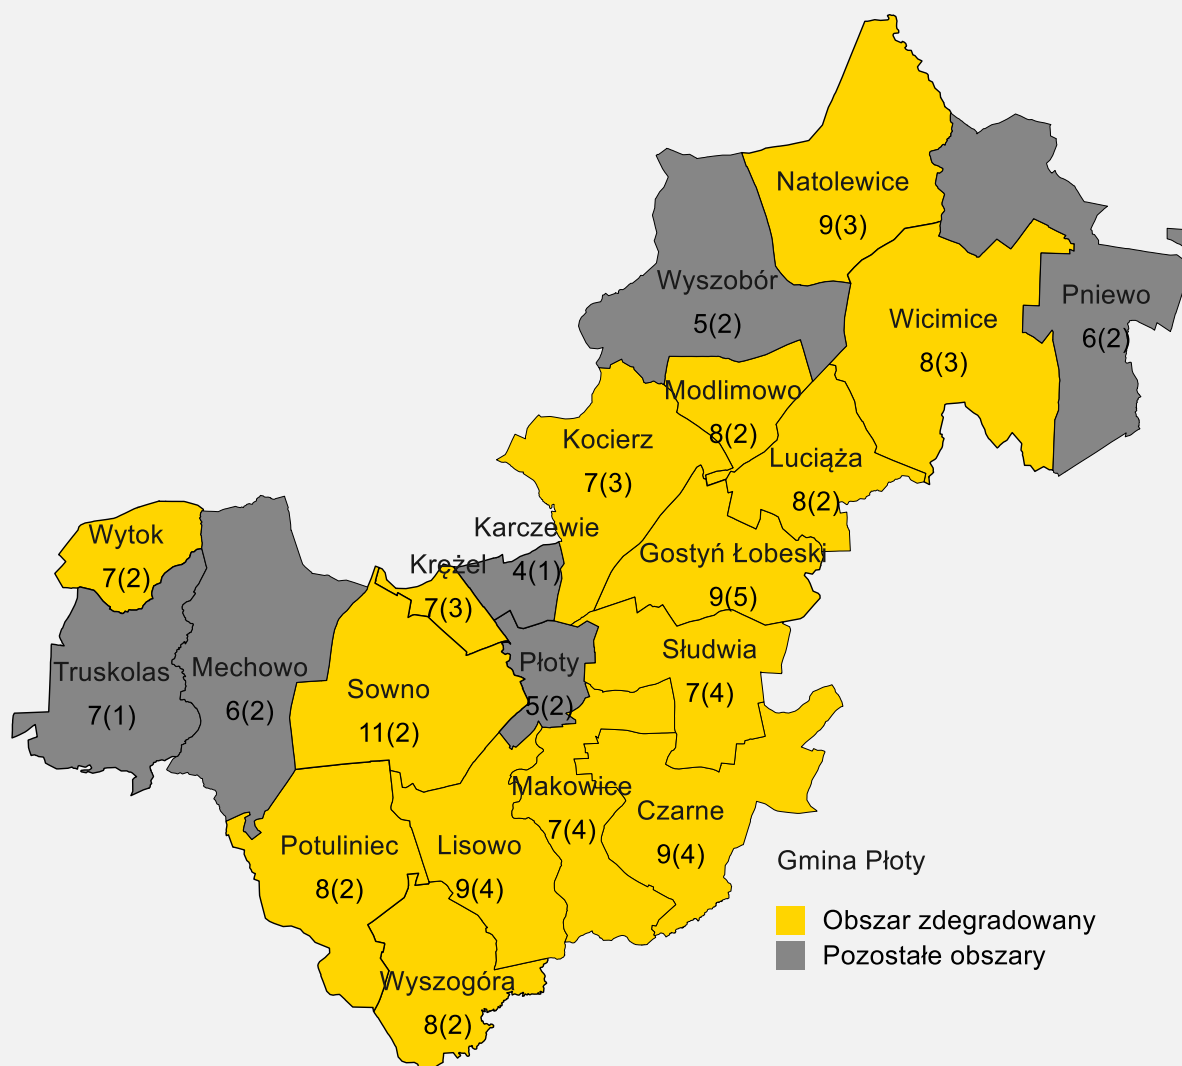 Natolewice
9(3)
Wyszobór
5(2)
Pniewo
6(2)
Wicimice
8(3)
Modlimowo
8(2)
Kocierz
7(3)
Luciąża
8(2)
Karczewie
4(1)
Wytok
7(2)
Krężel
7(3)
Gostyń Łobeski
9(5)
Truskolas
7(1)
Mechowo
6(2)
Sowno
11(2)
Płoty
5(2)
Słudwia
7(4)
Makowice
7(4)
Czarne
9(4)
Potuliniec
8(2)
Lisowo
9(4)
Wyszogóra
8(2)
Gmina Płoty
Obszar zdegradowany
Pozostałe obszary